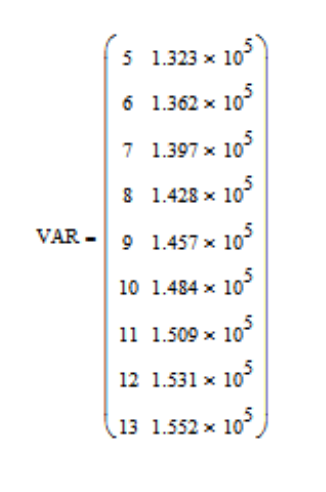 5 1.323 × 10^5
6 1.362 × 10^5
7 1.397 × 10^5
8 1.428 × 10^5
VAR = 9 1.457 × 10^5
10 1.484 × 10^5
11 1.509 × 10^5
12 1.531 × 10^5
13 1.552 × 10^5